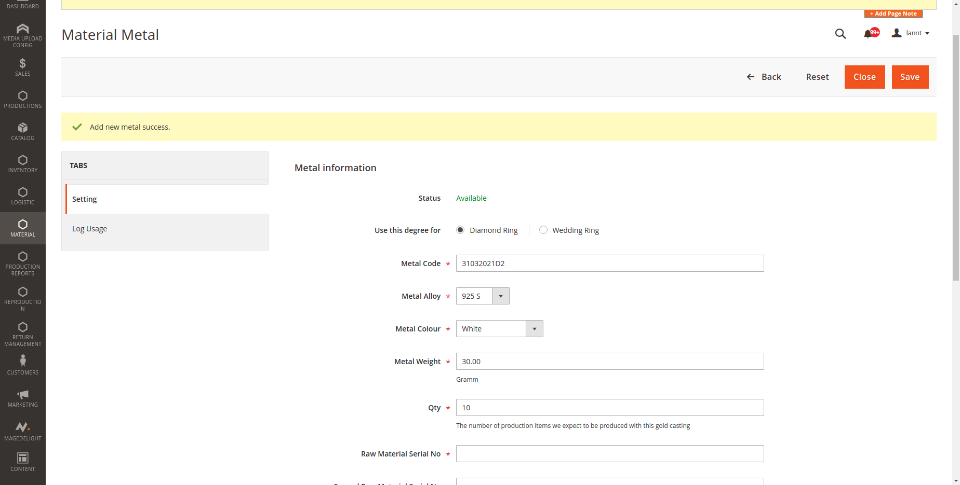 DASHBOARD
MEDIA UPLOAD
CONFIG
SALES
PRODUCTIONS
CATALOG
INVENTORY
LOGISTIC
MATERIAL
PRODUCTION
REPORTS
REPRODUCTIO
N
RETURN
MANAGEMENT
CUSTOMERS
MARKETING
MAGEDELIGHT
CONTENT
+ Add Page Note
Material Metal
99+
lannt
Back
Reset
Close
Save
Add new metal success.
TABS
Setting
Log Usage
Metal information
Status Available
Use this degree for Diamond Ring Wedding Ring
Metal Code * 31032021D2
Metal Alloy * 925 S
Metal Colour * White
Metal Weight * 30.00
Gramm
Qty * 10
The number of production items we expect to be produced with this gold casting
Raw Material Serial No *